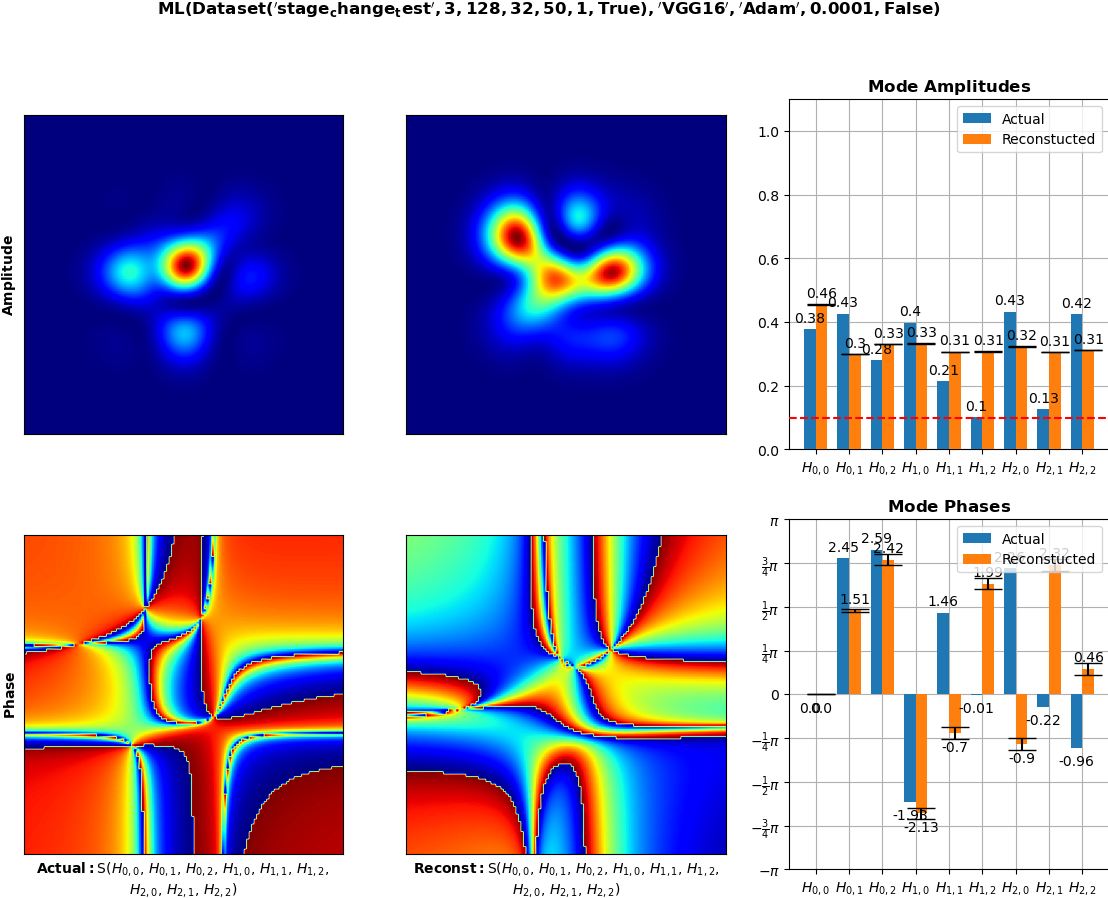 ML(Dataset('stage_change_test', 3, 128, 32, 50, 1, True), 'VGG16', 'Adam', 0.0001, False)
Amplitude
Mode Amplitudes
Actual
Reconstucted
1.0
0.8
0.6
0.4
0.2
0.0
0.38 0.46 0.43 0.3 0.28 0.33 0.4 0.33 0.21 0.31 0.1 0.31 0.43 0.32 0.13 0.31 0.42 0.31
H0,0 H0,1 H0,2 H1,0 H1,1 H1,2 H2,0 H2,1 H2,2
Phase
Actual: S(H0,0, H0,1, H0,2, H1,0, H1,1, H1,2,
H2,0, H2,1, H2,2)
Reconst: S(H0,0, H0,1, H0,2, H1,0, H1,1, H1,2,
H2,0, H2,1, H2,2)
Mode Phases
Actual
Reconstucted
π
3/4π
1/2π
1/4π
0
−1/4π
−1/2π
−3/4π
−π
0.0 0.0 2.45 1.51 2.59 2.42 -1.93 -2.13 1.46 -0.7 -0.01 1.99 -0.9 -0.22 2.32 -0.96 0.46
H0,0 H0,1 H0,2 H1,0 H1,1 H1,2 H2,0 H2,1 H2,2